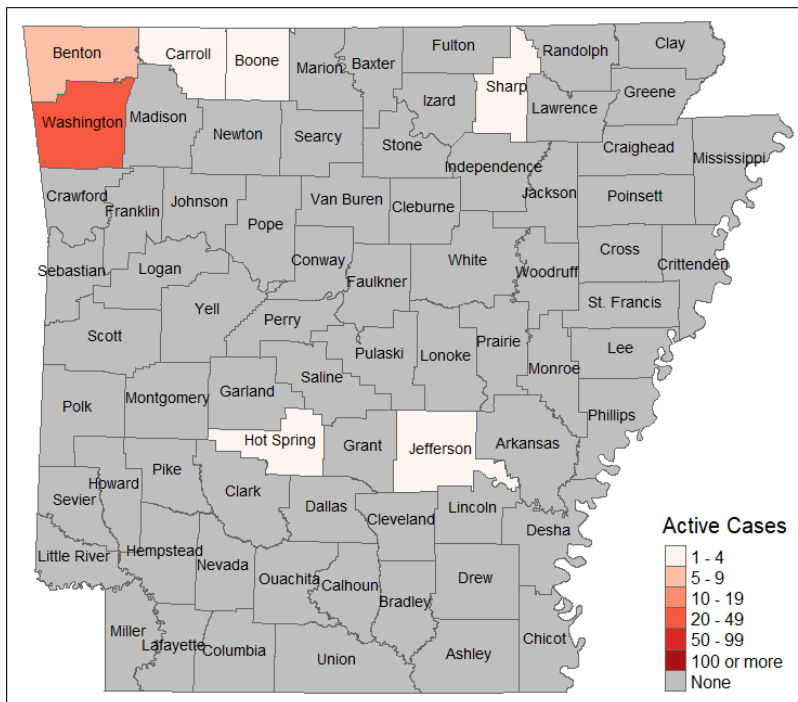 Benton
Carroll
Boone
Marion
Baxter
Fulton
Randolph
Clay
Sharp
Izard
Lawrence
Greene
Washington
Madison
Newton
Searcy
Stone
Independence
Craighead
Mississippi
Crawford
Franklin
Johnson
Pope
Van Buren
Cleburne
Jackson
Poinsett
Sebastian
Logan
Conway
Faulkner
White
Woodruff
Cross
Crittenden
Scott
Yell
Perry
St. Francis
Pulaski
Lonoke
Prairie
Monroe
Lee
Polk
Montgomery
Garland
Saline
Phillips
Hot Spring
Grant
Jefferson
Arkansas
Sevier
Howard
Pike
Clark
Dallas
Cleveland
Lincoln
Desha
Little River
Hempstead
Nevada
Ouachita
Calhoun
Bradley
Drew
Miller
Lafayette
Columbia
Union
Ashley
Chicot
Active Cases
1 - 4
5 - 9
10 - 19
20 - 49
50 - 99
100 or more
None